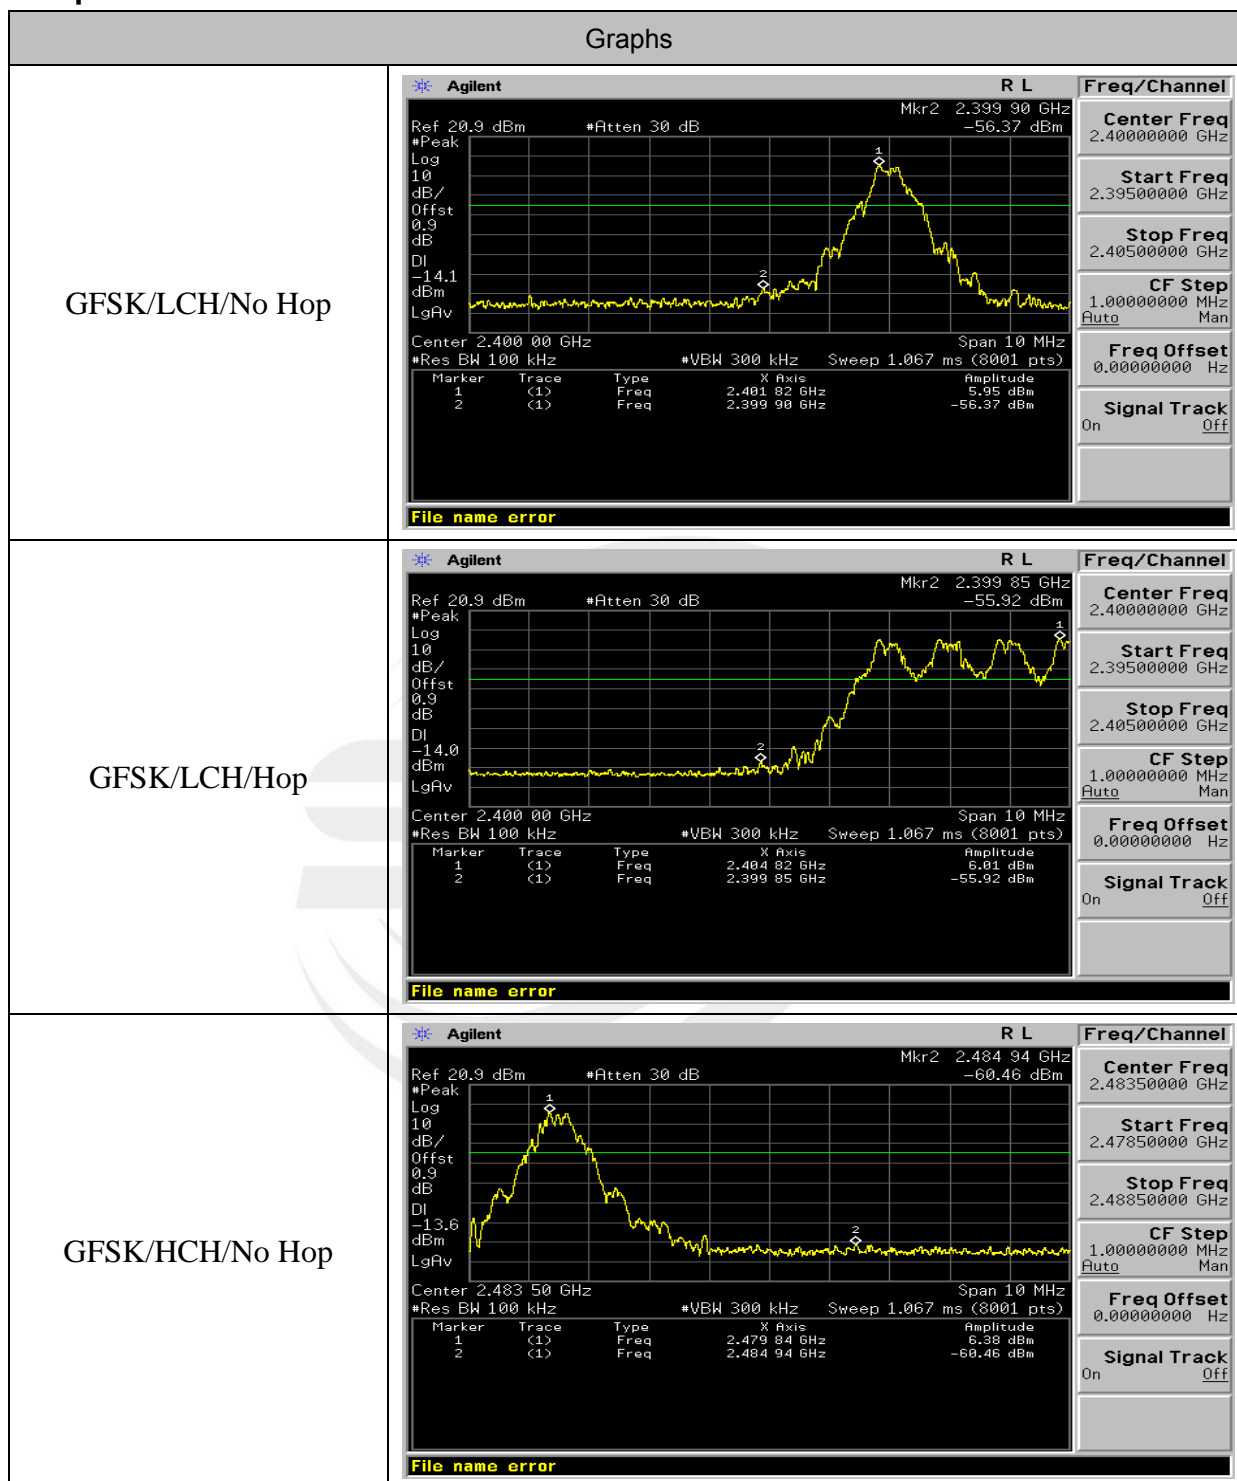 Graphs
GFSK/LCH/No Hop
Agilent R L Freq/Channel
Mkr2 2.399 90 GHz
Ref 20.9 dBm #Atten 30 dB -56.37 dBm
#Peak
Log
10
dB/
Offst
0.9
dB
DI
-14.1
dBm
LgAv
1
2
Center 2.400 00 GHz Span 10 MHz
#Res BW 100 kHz #VBW 300 kHz Sweep 1.067 ms (8001 pts)
Marker Trace Type X Axis Amplitude
1 (1) Freq 2.401 82 GHz 5.95 dBm
2 (1) Freq 2.399 90 GHz -56.37 dBm
File name error
Center Freq
2.40000000 GHz
Start Freq
2.39500000 GHz
Stop Freq
2.40500000 GHz
CF Step
1.00000000 MHz
Auto Man
Freq Offset
0.00000000 Hz
Signal Track
On Off
GFSK/LCH/Hop
Agilent R L Freq/Channel
Mkr2 2.399 85 GHz
Ref 20.9 dBm #Atten 30 dB -55.92 dBm
#Peak
Log
10
dB/
Offst
0.9
dB
DI
-14.0
dBm
LgAv
1
2
Center 2.400 00 GHz Span 10 MHz
#Res BW 100 kHz #VBW 300 kHz Sweep 1.067 ms (8001 pts)
Marker Trace Type X Axis Amplitude
1 (1) Freq 2.404 82 GHz 6.01 dBm
2 (1) Freq 2.399 85 GHz -55.92 dBm
File name error
Center Freq
2.40000000 GHz
Start Freq
2.39500000 GHz
Stop Freq
2.40500000 GHz
CF Step
1.00000000 MHz
Auto Man
Freq Offset
0.00000000 Hz
Signal Track
On Off
GFSK/HCH/No Hop
Agilent R L Freq/Channel
Mkr2 2.484 94 GHz
Ref 20.9 dBm #Atten 30 dB -60.46 dBm
#Peak
Log
10
dB/
Offst
0.9
dB
DI
-13.6
dBm
LgAv
1
2
Center 2.483 50 GHz Span 10 MHz
#Res BW 100 kHz #VBW 300 kHz Sweep 1.067 ms (8001 pts)
Marker Trace Type X Axis Amplitude
1 (1) Freq 2.479 84 GHz 6.38 dBm
2 (1) Freq 2.484 94 GHz -60.46 dBm
File name error
Center Freq
2.48350000 GHz
Start Freq
2.47850000 GHz
Stop Freq
2.48850000 GHz
CF Step
1.00000000 MHz
Auto Man
Freq Offset
0.00000000 Hz
Signal Track
On Off